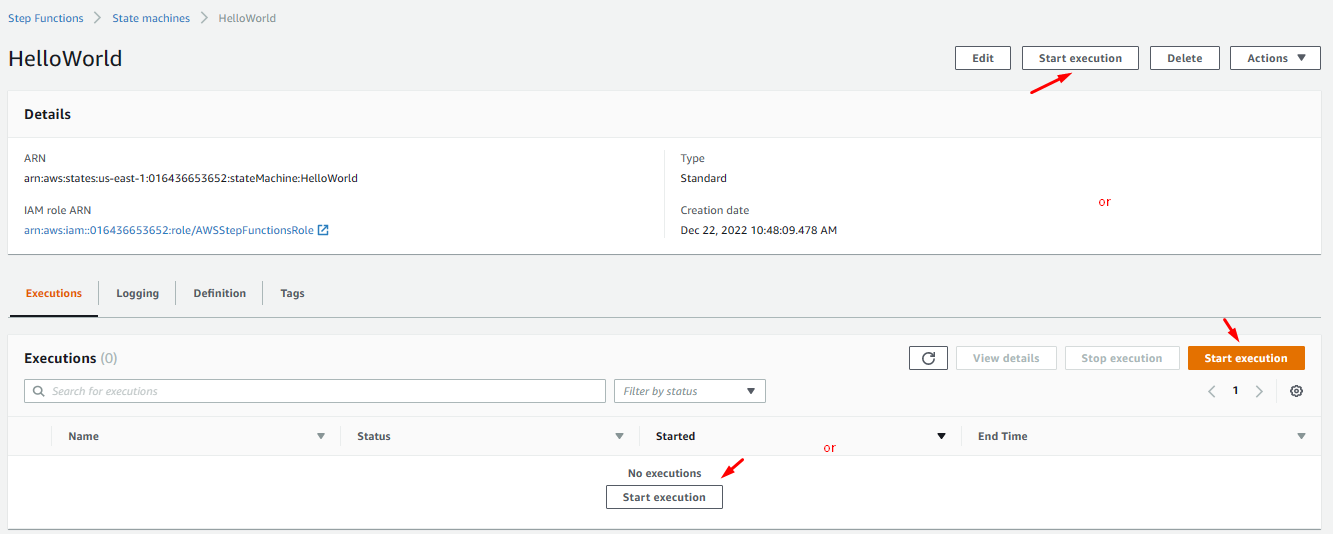 Step Functions > State machines > HelloWorld
HelloWorld
Edit Start execution Delete Actions
Details
ARN
arn:aws:states:us-east-1:016436653652:stateMachine:HelloWorld
Type
Standard
IAM role ARN
arn:aws:iam::016436653652:role/AWSStepFunctionsRole
Creation date
Dec 22, 2022 10:48:09.478 AM
or
Executions Logging Definition Tags
Executions (0)
View details Stop execution Start execution
Search for executions Filter by status 1
Name Status Started End Time
or
No executions
Start execution